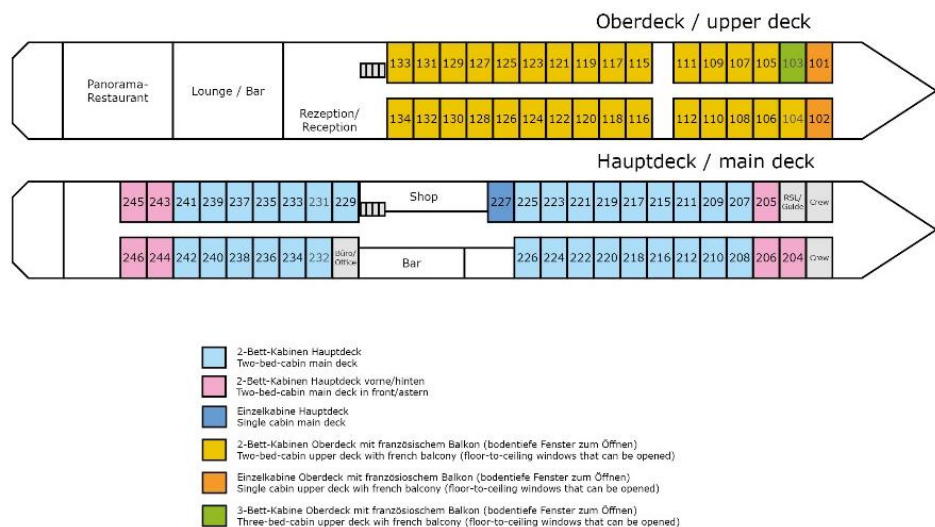 Oberdeck / upper deck
133 131 129 127 125 123 121 119 117 115 111 109 107 105 103 101
Panorama-
Restaurant
Lounge / Bar
Rezeption/
Reception
134 132 130 128 126 124 122 120 118 116 112 110 108 106 104 102
Hauptdeck / main deck
245 243 241 239 237 235 233 231 229 Shop 227 225 223 221 219 217 215 211 209 207 205 RSL/ Crew
Guide
246 244 242 240 238 236 234 232 Büro/ Bar 226 224 222 220 218 216 212 210 208 206 204 Crew
Office
2-Bett-Kabinen Hauptdeck
Two-bed-cabin main deck
2-Bett-Kabinen Hauptdeck vorne/hinten
Two-bed-cabin main deck in front/astern
Einzelkabine Hauptdeck
Single cabin main deck
2-Bett-Kabinen Oberdeck mit französischem Balkon (bodentiefe Fenster zum Öffnen)
Two-bed-cabin upper deck with french balcony (floor-to-ceiling windows that can be opened)
Einzelkabine Oberdeck mit französischem Balkon (bodentiefe Fenster zum Öffnen)
Single cabin upper deck wih french balcony (floor-to-ceiling windows that can be opened)
3-Bett-Kabine Oberdeck mit französischem Balkon (bodentiefe Fenster zum Öffnen)
Three-bed-cabin upper deck wih french balcony (floor-to-ceiling windows that can be opened)